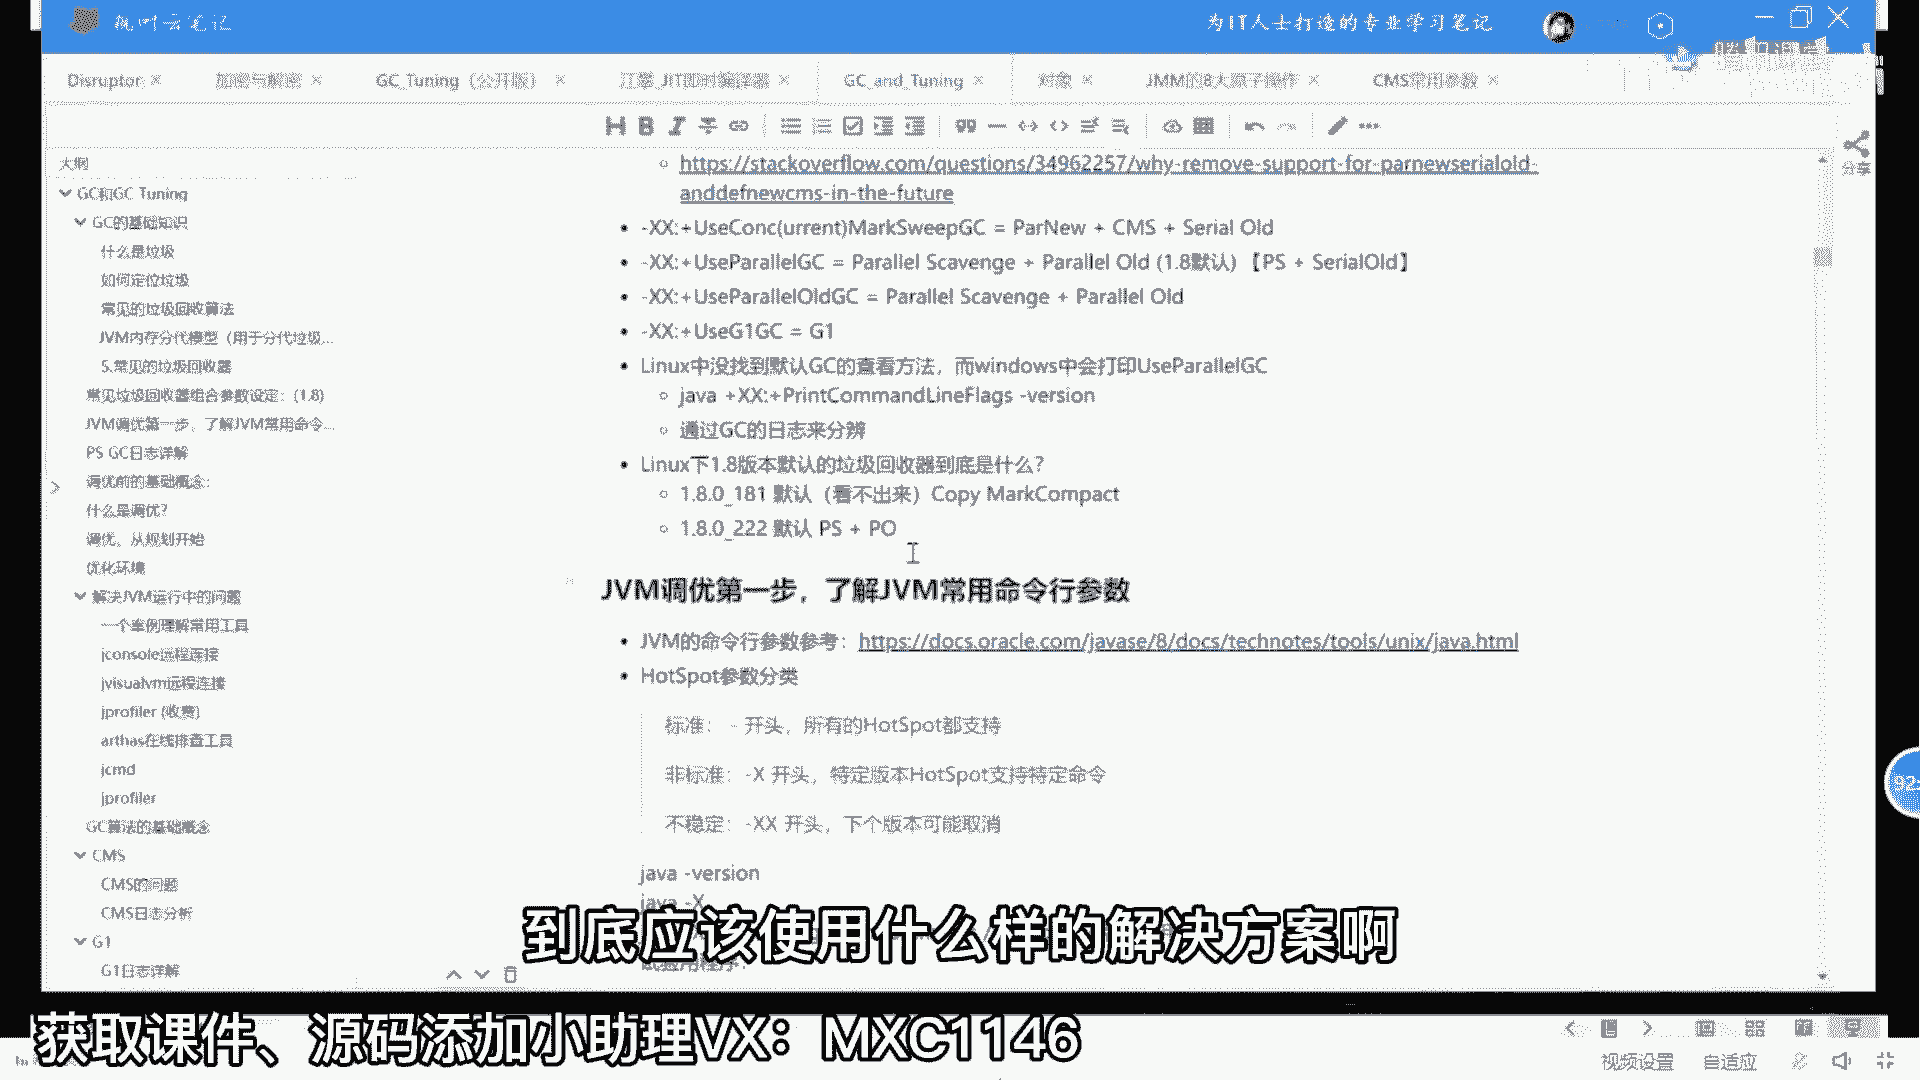 枫叶云笔记
为IT人士打造的专业学习笔记
Disruptor × 加密与解密 × GC_Tuning（公开版） × JIT即时编译器 × GC_and_Tuning × 对象 × JMM的8大原子操作 × CMS常用参数 ×
分享
大纲
GC和GC Tuning
GC的基础知识
什么是垃圾
如何定位垃圾
常见的垃圾回收算法
JVM内存分代模型（用于分代垃圾...
5.常见的垃圾回收器
常见垃圾回收器组合参数设定：(1.8)
JVM调优第一步，了解JVM常用命令...
PS GC日志详解
调优前的基础概念：
什么是调优？
调优，从规划开始
优化环境
解决JVM运行中的问题
一个案例理解常用工具
jconsole远程连接
jvisualvm远程连接
jprofiler (收费)
arthas在线排查工具
jcmd
jprofiler
GC算法的基础概念
CMS
CMS的问题
CMS日志分析
G1
G1日志详解
https://stackoverflow.com/questions/34962257/why-remove-support-for-parnewserialold-
anddefnewcms-in-the-future
-XX:+UseConc(urrent)MarkSweepGC = ParNew + CMS + Serial Old
-XX:+UseParallelGC = Parallel Scavenge + Parallel Old (1.8默认) 【PS + SerialOld】
-XX:+UseParallelOldGC = Parallel Scavenge + Parallel Old
-XX:+UseG1GC = G1
Linux中没找到默认GC的查看方法，而windows中会打印UseParallelGC
java +XX:+PrintCommandLineFlags -version
通过GC的日志来分辨
Linux下1.8版本默认的垃圾回收器到底是什么？
1.8.0_181 默认（看不出来）Copy MarkCompact
1.8.0_222 默认 PS + PO
JVM调优第一步，了解JVM常用命令行参数
JVM的命令行参数参考：https://docs.oracle.com/javase/8/docs/technotes/tools/unix/java.html
HotSpot参数分类
标准： - 开头，所有的HotSpot都支持
非标准：-X 开头，特定版本HotSpot支持特定命令
不稳定：-XX 开头，下个版本可能取消
java -version
java -X
到底应该使用什么样的解决方案啊
获取课件、源码添加小助理VX：MXC1146
视频设置 自适应